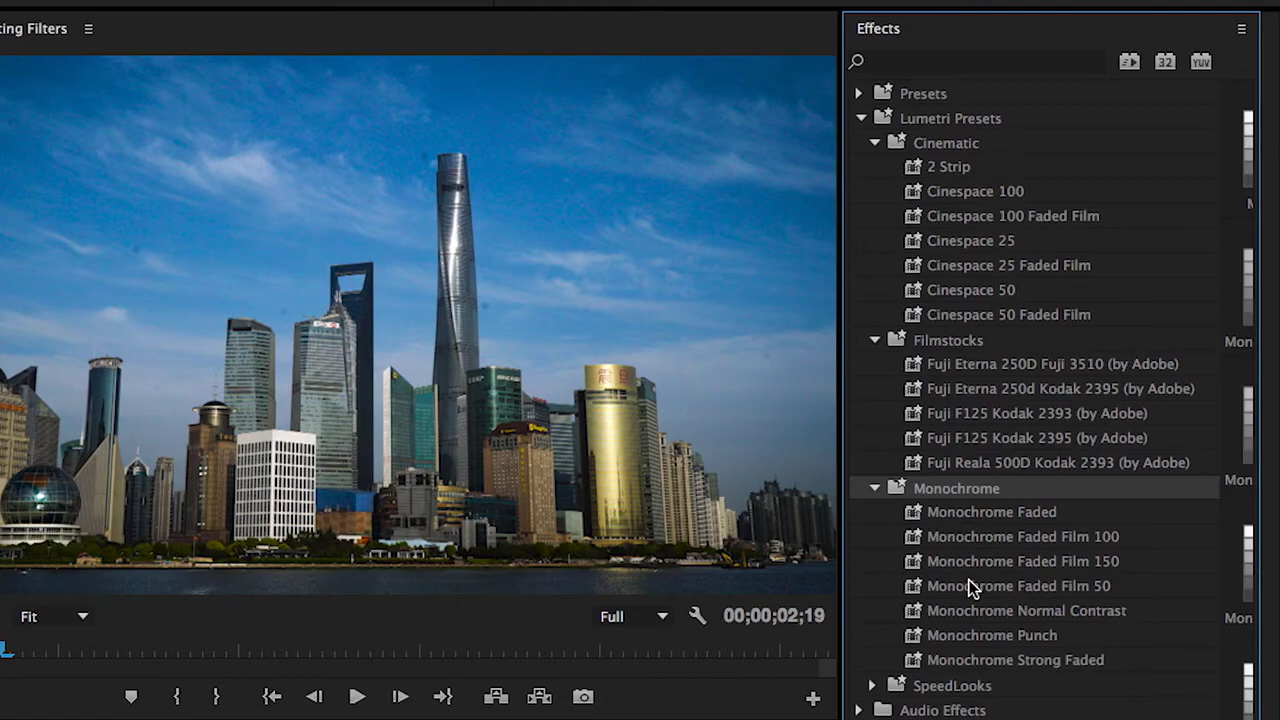 ting Filters
Effects
32
YUV
Presets
Lumetri Presets
Cinematic
2 Strip
Cinespace 100
Cinespace 100 Faded Film
Cinespace 25
Cinespace 25 Faded Film
Cinespace 50
Cinespace 50 Faded Film
Filmstocks
Mon
Fuji Eterna 250D Fuji 3510 (by Adobe)
Fuji Eterna 250d Kodak 2395 (by Adobe)
Fuji F125 Kodak 2393 (by Adobe)
Fuji F125 Kodak 2395 (by Adobe)
Fuji Reala 500D Kodak 2393 (by Adobe)
Mon
Monochrome
Monochrome Faded
Monochrome Faded Film 100
Monochrome Faded Film 150
Monochrome Faded Film 50
Monochrome Normal Contrast
Mon
Monochrome Punch
Monochrome Strong Faded
SpeedLooks
Audio Effects
Fit
Full
00;00;02;19